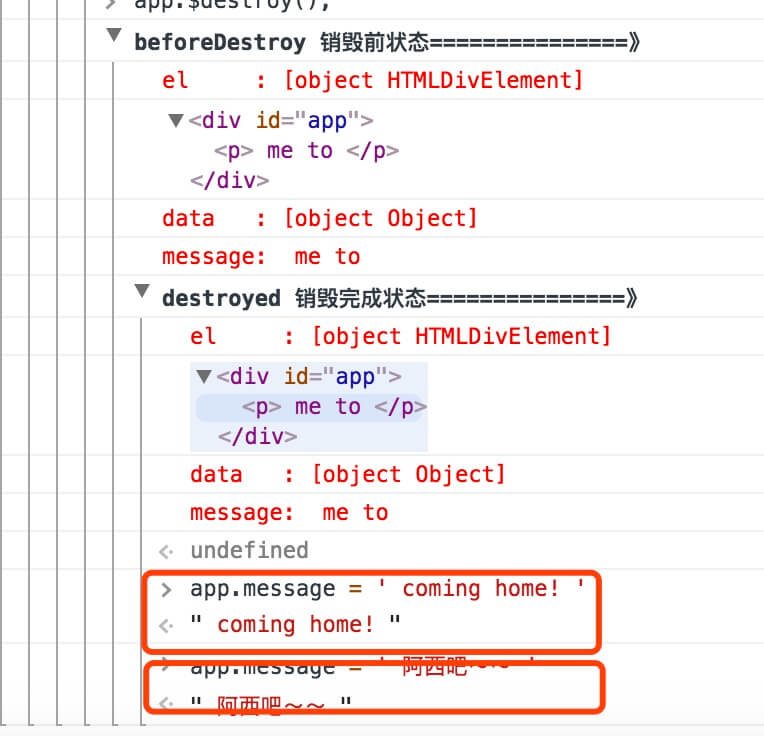 app.$destroy();
beforeDestroy 销毁前状态===============》
el     : [object HTMLDivElement]
<div id="app">
<p> me to </p>
</div>
data   : [object Object]
message:  me to
destroyed 销毁完成状态===============》
el     : [object HTMLDivElement]
<div id="app">
<p> me to </p>
</div>
data   : [object Object]
message:  me to
undefined
app.message = ' coming home! '
" coming home! "
app.message = ' 阿西吧~~ '
" 阿西吧~~ "